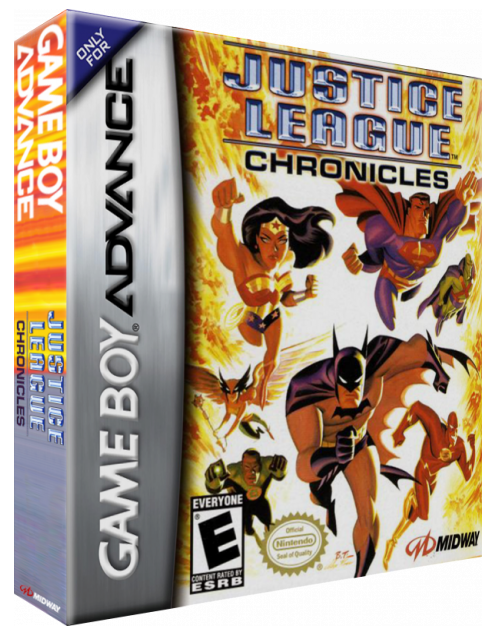 ONLY
FOR
GAME BOY ADVANCE
JUSTICE
LEAGUE™
CHRONICLES
EVERYONE
E
®
CONTENT RATED BY
ESRB
Official
Nintendo
Seal of Quality
MIDWAY
GAME BOY
ADVANCE
JUSTICE
LEAGUE
CHRONICLES
MIDWAY